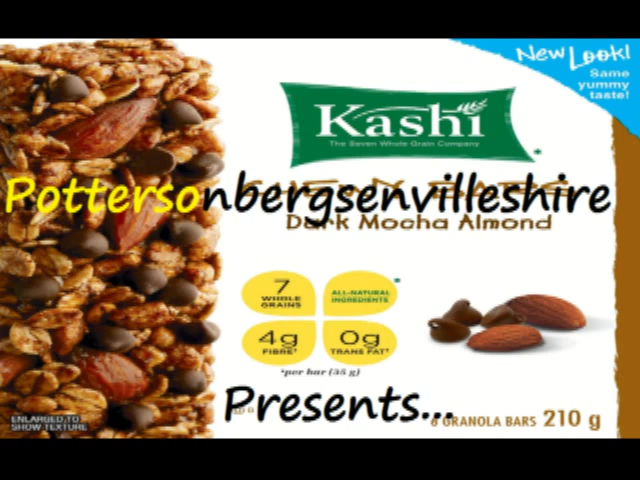 New Look!
Same
yummy
taste!
Kashi
The Seven Whole Grain Company
*
Pottersonbergsenvilleshire
Dark Mocha Almond
7
WHOLE
GRAINS
ALL-NATURAL
INGREDIENTS
*
4g
FIBRE†
0g
TRANS FAT†
†per bar (35 g)
Presents...
GRANOLA BARS 210 g
ENLARGED TO
SHOW TEXTURE